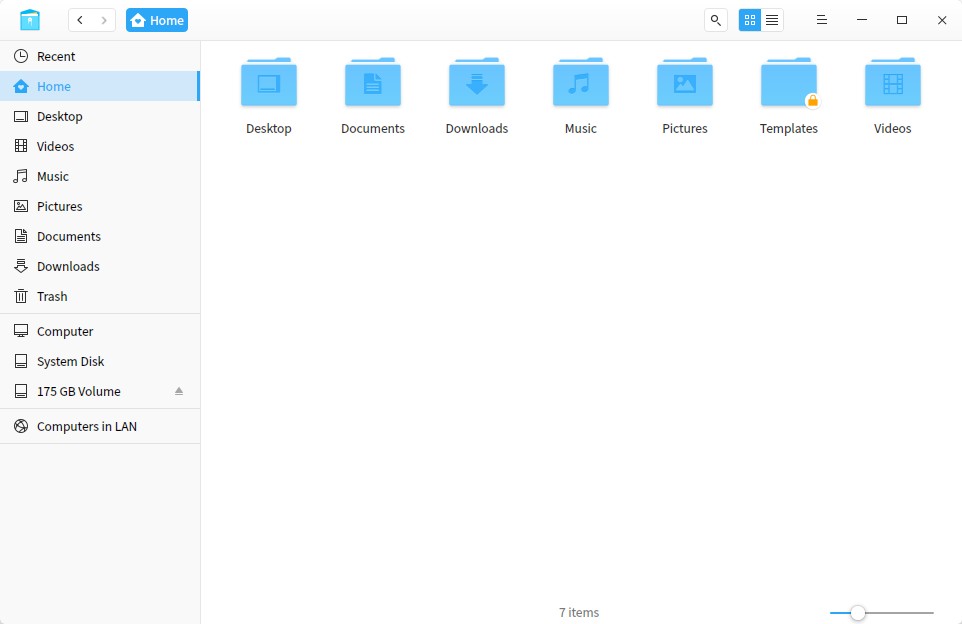 Home
Recent
Home
Desktop
Videos
Music
Pictures
Documents
Downloads
Trash
Computer
System Disk
175 GB Volume
Computers in LAN
Desktop
Documents
Downloads
Music
Pictures
Templates
Videos
7 items